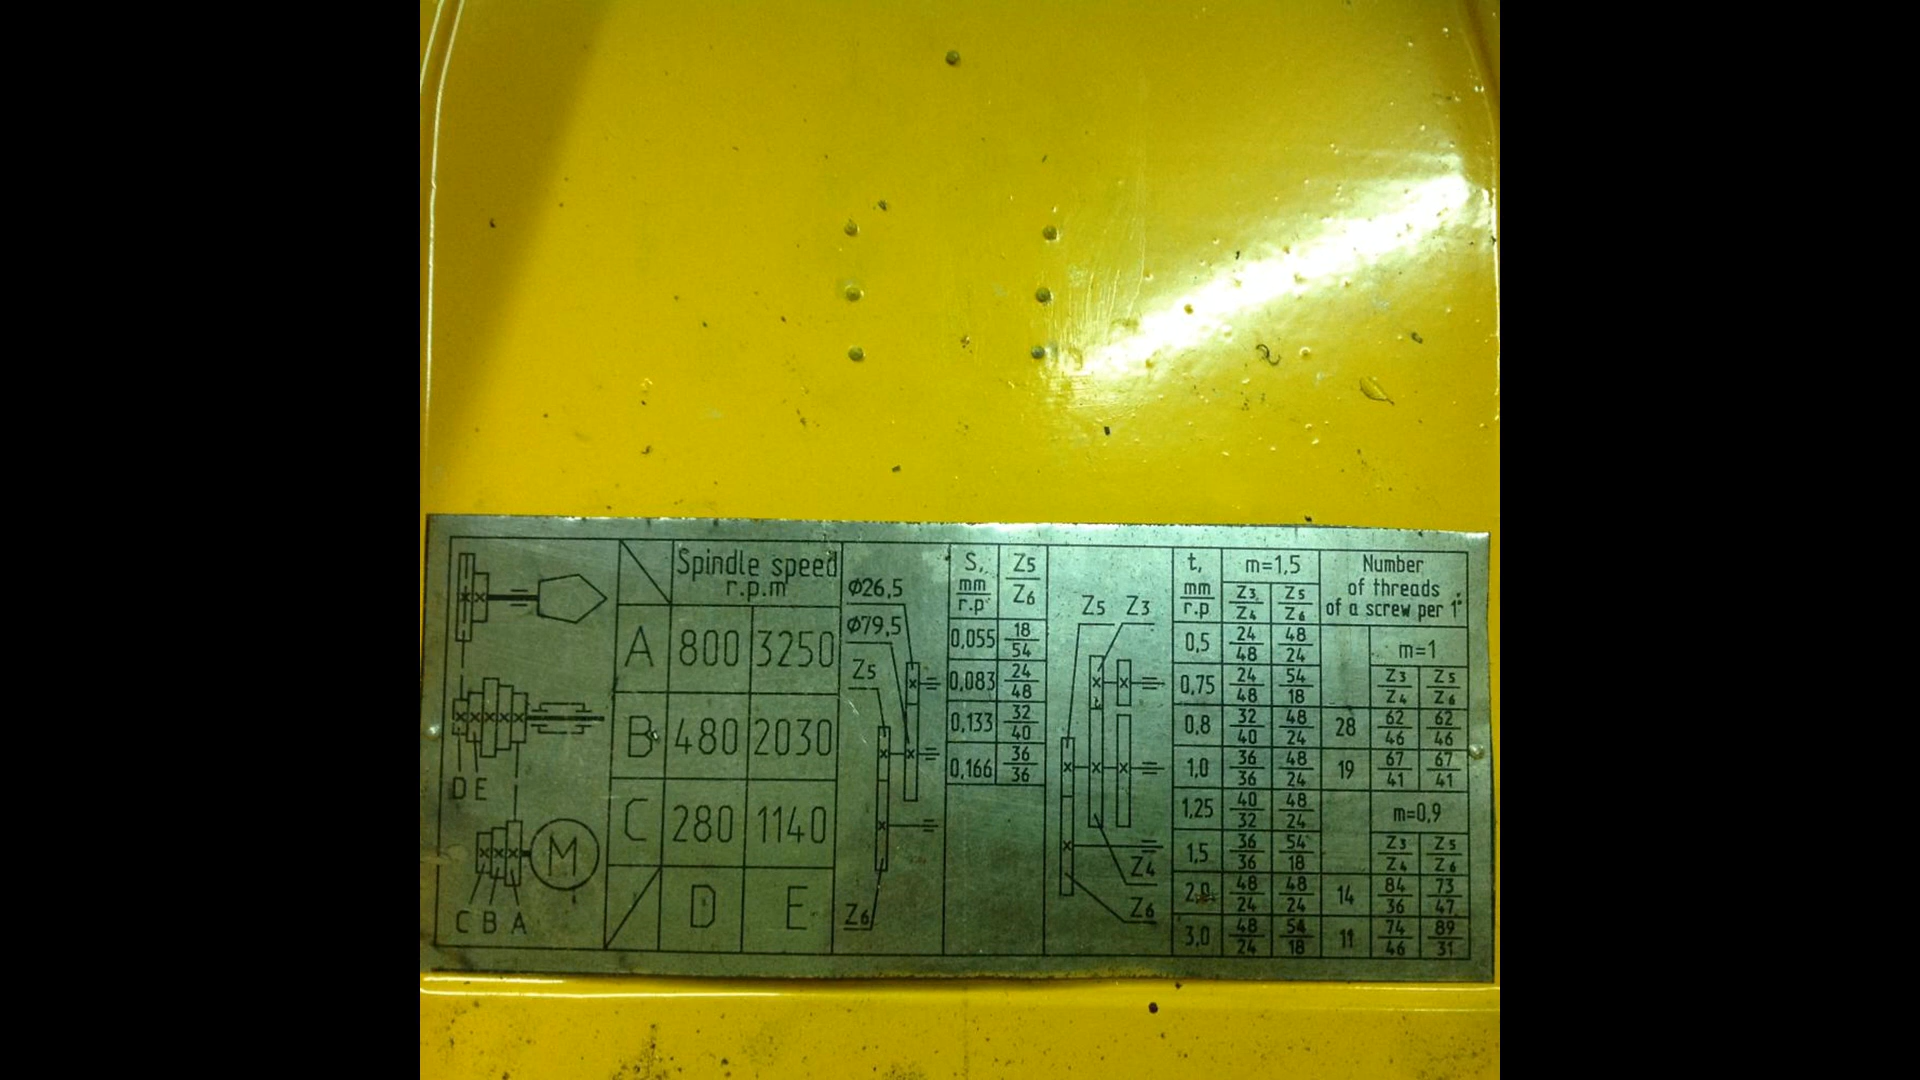 Spindle speed
r.p.m
A 800 3250
B 480 2030
C 280 1140
D E
D E
M
C B A
Ø26,5
Ø79,5
Z5
Z6
S, mm/r.p Z5/Z6
0,055 18/54
0,083 24/48
0,133 32/40
0,166 36/36
Z5 Z3
Z4
Z6
t, mm/r.p m=1,5
Z3/Z4 Z5/Z6
0,5 24/48 48/24
0,75 24/48 54/18
0,8 32/40 48/24
1,0 36/36 48/24
1,25 40/32 48/24
1,5 36/36 54/18
2,0 48/24 48/24
3,0 48/24 54/18
Number
of threads
of a screw per 1"
m=1
Z3/Z4 Z5/Z6
28 62/46 62/46
19 67/41 67/41
m=0,9
Z3/Z4 Z5/Z6
14 84/36 73/47
11 74/46 89/31